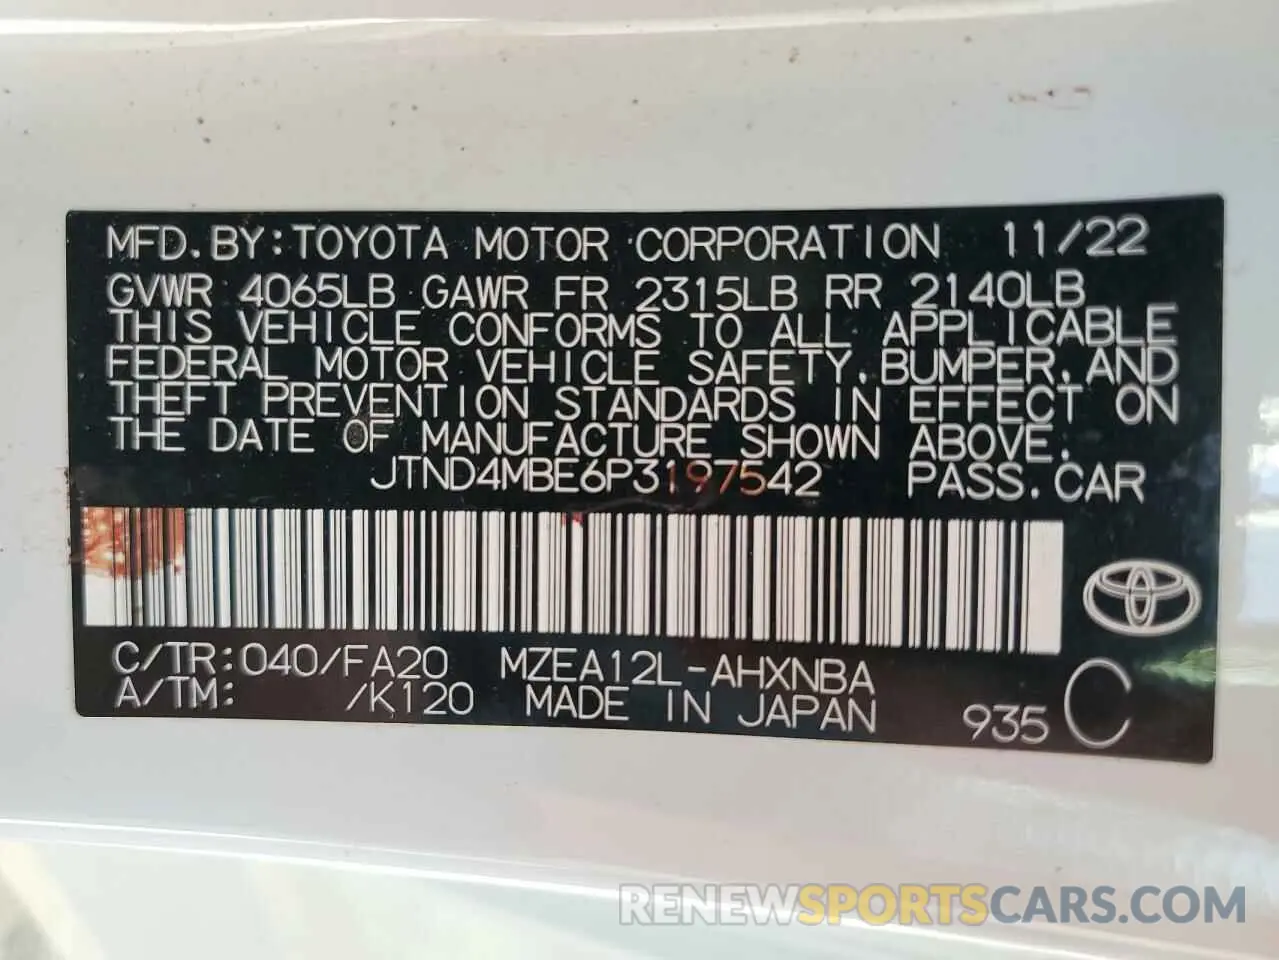 MFD. BY: TOYOTA MOTOR CORPORATION 11/22
GVWR 4065LB GAWR FR 2315LB RR 2140LB
THIS VEHICLE CONFORMS TO ALL APPLICABLE
FEDERAL MOTOR VEHICLE SAFETY, BUMPER, AND
THEFT PREVENTION STANDARDS IN EFFECT ON
THE DATE OF MANUFACTURE SHOWN ABOVE.
JTND4MBE6P3197542 PASS. CAR
C/TR: 040/FA20 MZEA12L-AHXNBA
A/TM: /K120 MADE IN JAPAN 935 C
RENEWSPORTSCARS.COM